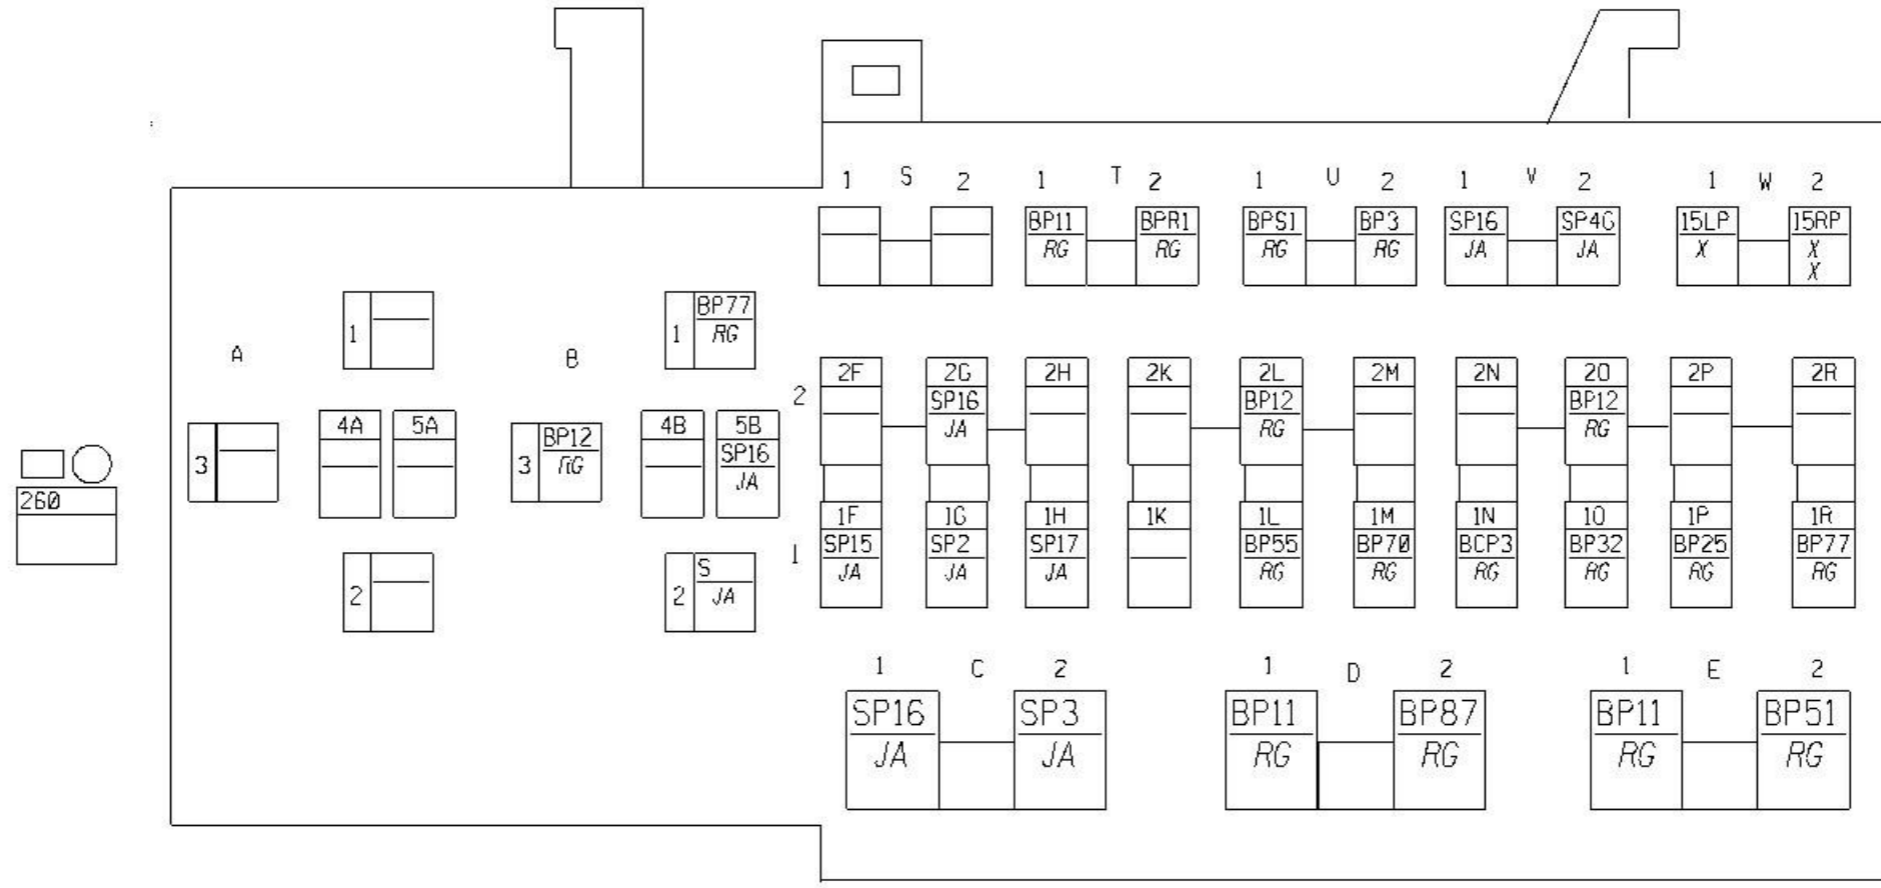 1 S 2 1 T 2 1 U 2 1 V 2 1 W 2
BP11 BPR1 BPS1 BP3 SP16 SP4G 15LP 15RP
RG RG RG RG JA JA X X
X
1 BP77
RG
1
A B
2F 2G 2H 2K 2L 2M 2N 2O 2P 2R
2
SP16 BP12 BP12
JA RG RG
4A 5A 4B 5B
3 3 BP12 SP16
JA
260
1F 1G 1H 1K 1L 1M 1N 1O 1P 1R
1
SP15 SP2 SP17 BP55 BP70 BCP3 BP32 BP25 BP77
JA JA JA RG RG RG RG RG RG
2 2 S
JA
1 C 2 1 D 2 1 E 2
SP16 SP3 BP11 BP87 BP11 BP51
JA JA RG RG RG RG